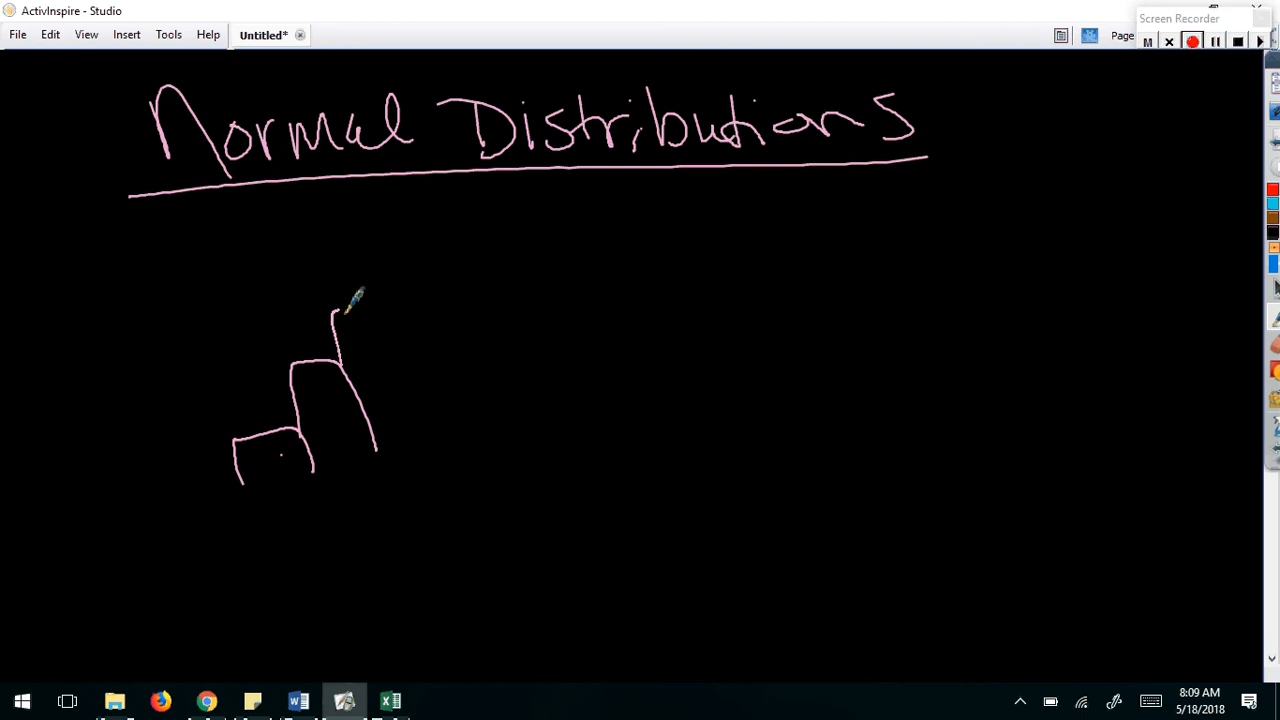 ActivInspire - Studio
Screen Recorder
File Edit View Insert Tools Help Untitled* Page
Normal Distributions
8:09 AM
5/18/2018